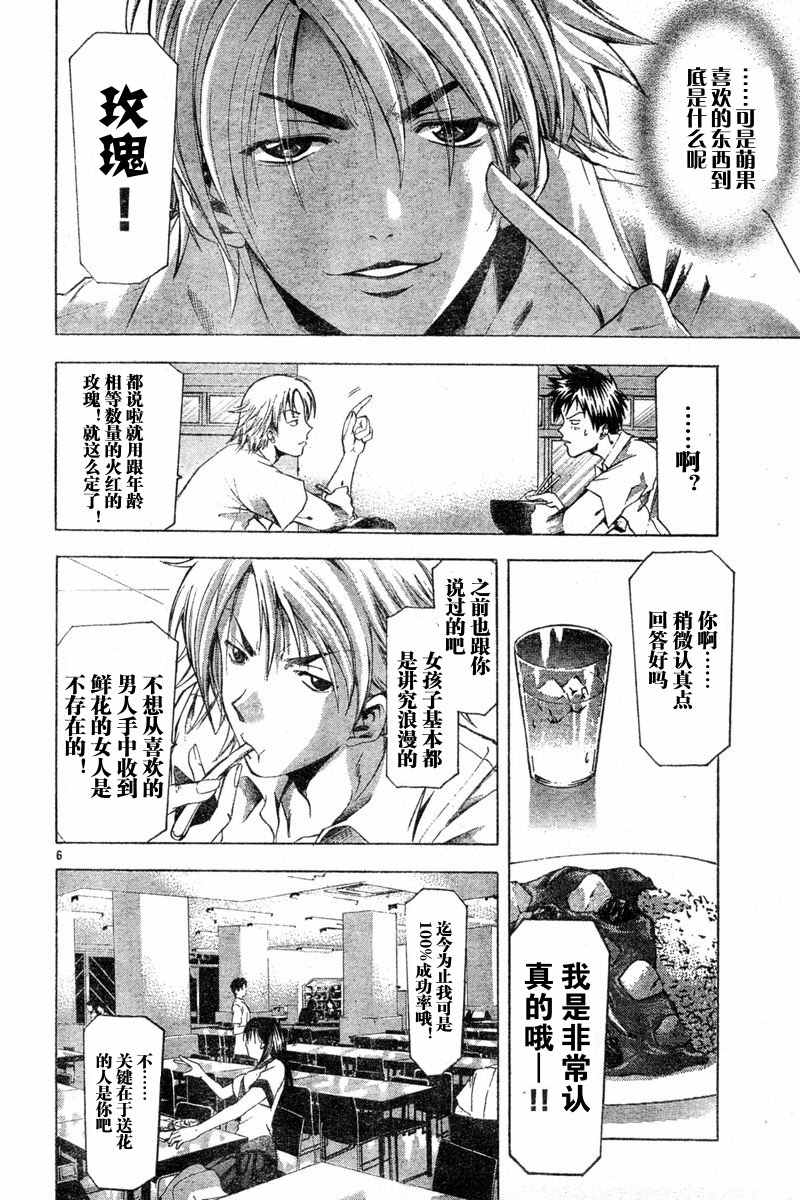 ……可是萌果
喜欢的东西到
底是什么呢
玫瑰！
……啊？
都说啦就用跟年龄
相等数量的火红的
玫瑰！就这么定了！
你啊……
稍微认真点
回答好吗
我是非常认
真的哦—!!
之前也跟你
说过的吧
女孩子基本都
是讲究浪漫的
不想从喜欢的
男人手中收到
鲜花的女人是
不存在的！
6
迄今为止我可是
100%成功率哦！
不……
关键在于送花
的人是你吧